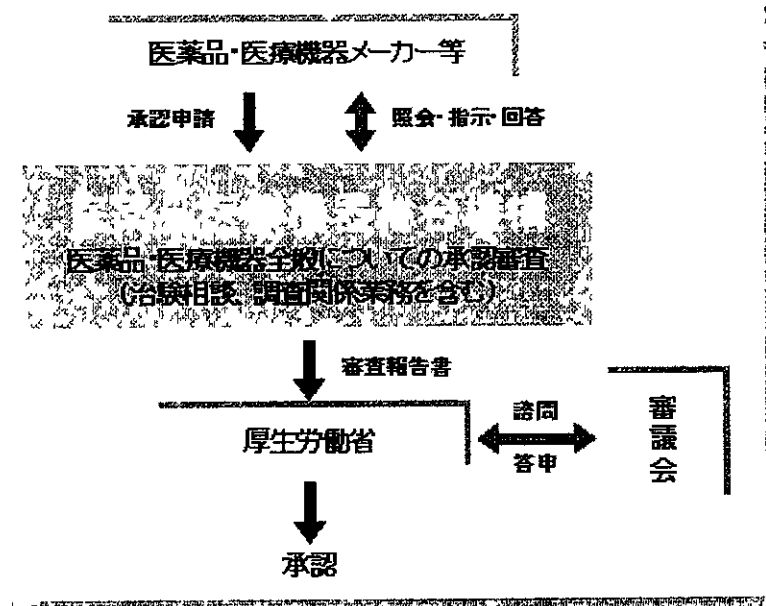 医薬品・医療機器メーカー等
承認申請
照会・指示・回答
医薬品・医療機器全般についての承認審査
(治験相談、調査関係業務を含む)
審査報告書
厚生労働省
諮問
答申
審議会
承認